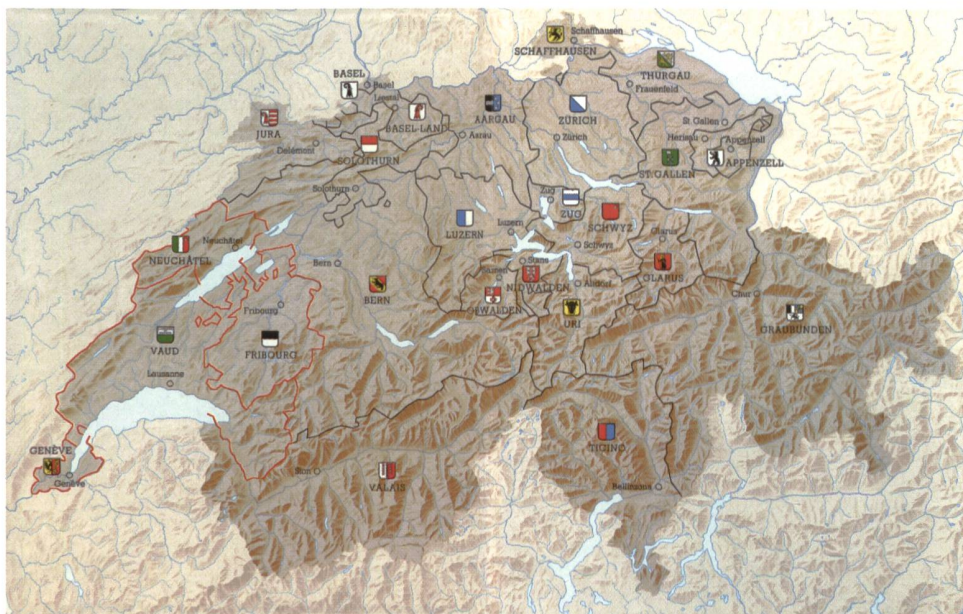 Schaffhausen
SCHAFFHAUSEN
THURGAU
Frauenfeld
BASEL
Basel
Liestal
BASEL-LAND
AARGAU
Aarau
ZÜRICH
Zürich
St Gallen
Herisau
Appenzell
ST. GALLEN
APPENZELL
JURA
Delémont
SOLOTHURN
Solothurn
LUZERN
Luzern
Zug
ZUG
SCHWYZ
Schwyz
Glarus
GLARUS
Neuchâtel
NEUCHÂTEL
Bern
BERN
Stans
NIDWALDEN
Sarnen
OBWALDEN
Altdorf
URI
Chur
GRAUBÜNDEN
Fribourg
FRIBOURG
VAUD
Lausanne
GENÈVE
Genève
Sion
VALAIS
TICINO
Bellinzona